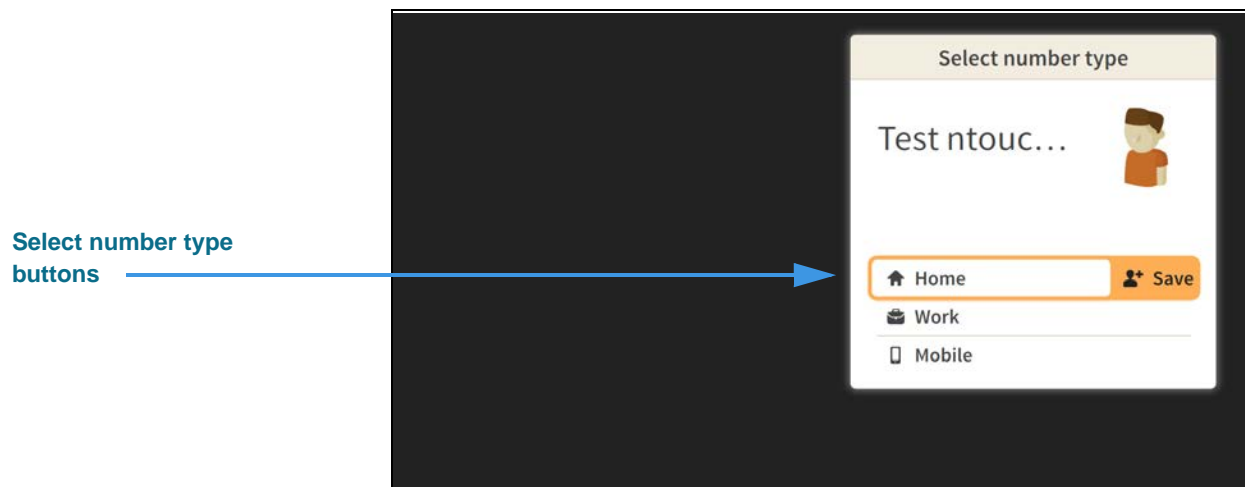 Select number type
Test ntouc...
Select number type
buttons
Home
Save
Work
Mobile